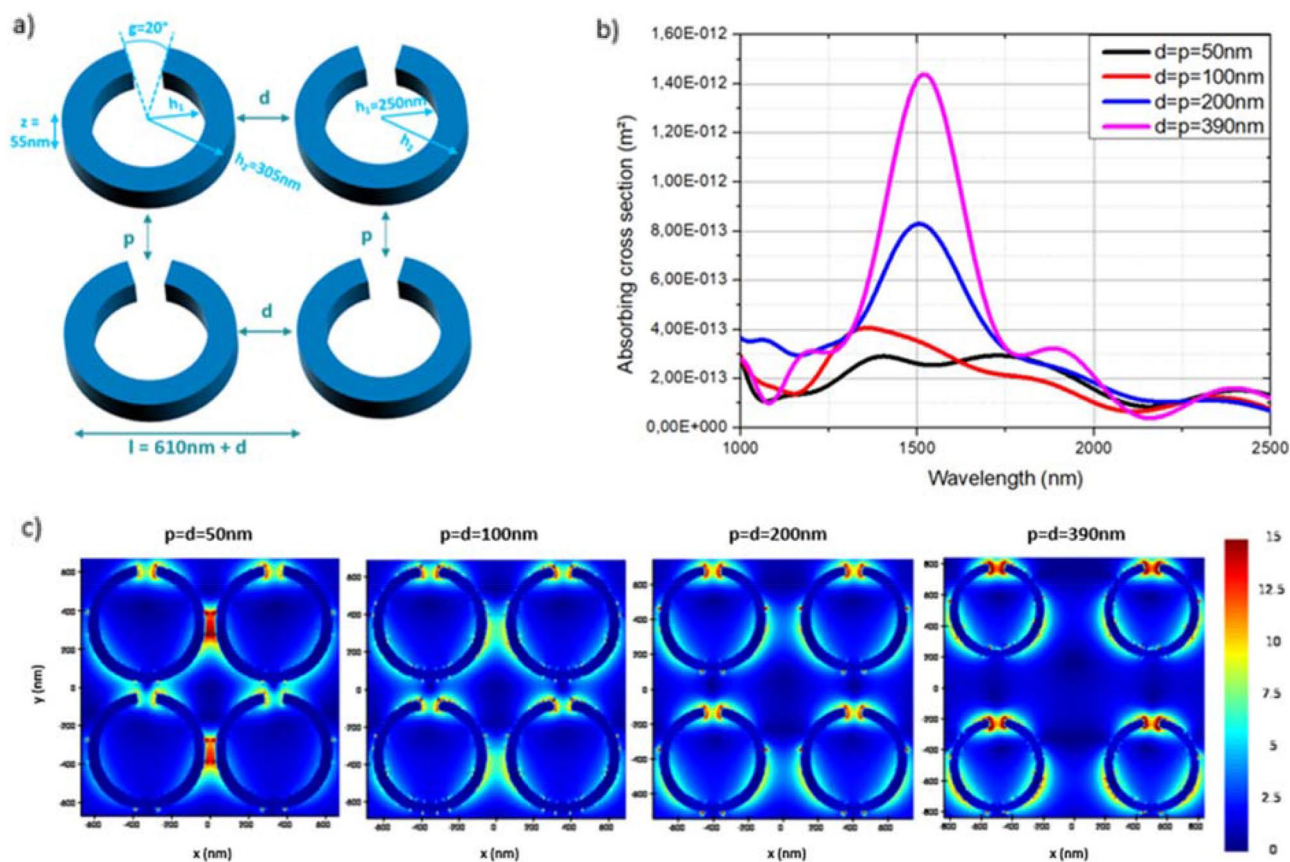 a)
g=20°
h₁
z =
55nm
h₂=305nm
d
h₁=250nm
h₂
p
p
d
l = 610nm + d
b)
1,60E-012
1,40E-012
1,20E-012
1,00E-012
8,00E-013
6,00E-013
4,00E-013
2,00E-013
0,00E+000
Absorbing cross section (m²)
d=p=50nm
d=p=100nm
d=p=200nm
d=p=390nm
1000 1500 2000 2500
Wavelength (nm)
c)
p=d=50nm p=d=100nm p=d=200nm p=d=390nm
15
12.5
10
7.5
5
2.5
0
y (nm)
x (nm) x (nm) x (nm) x (nm)